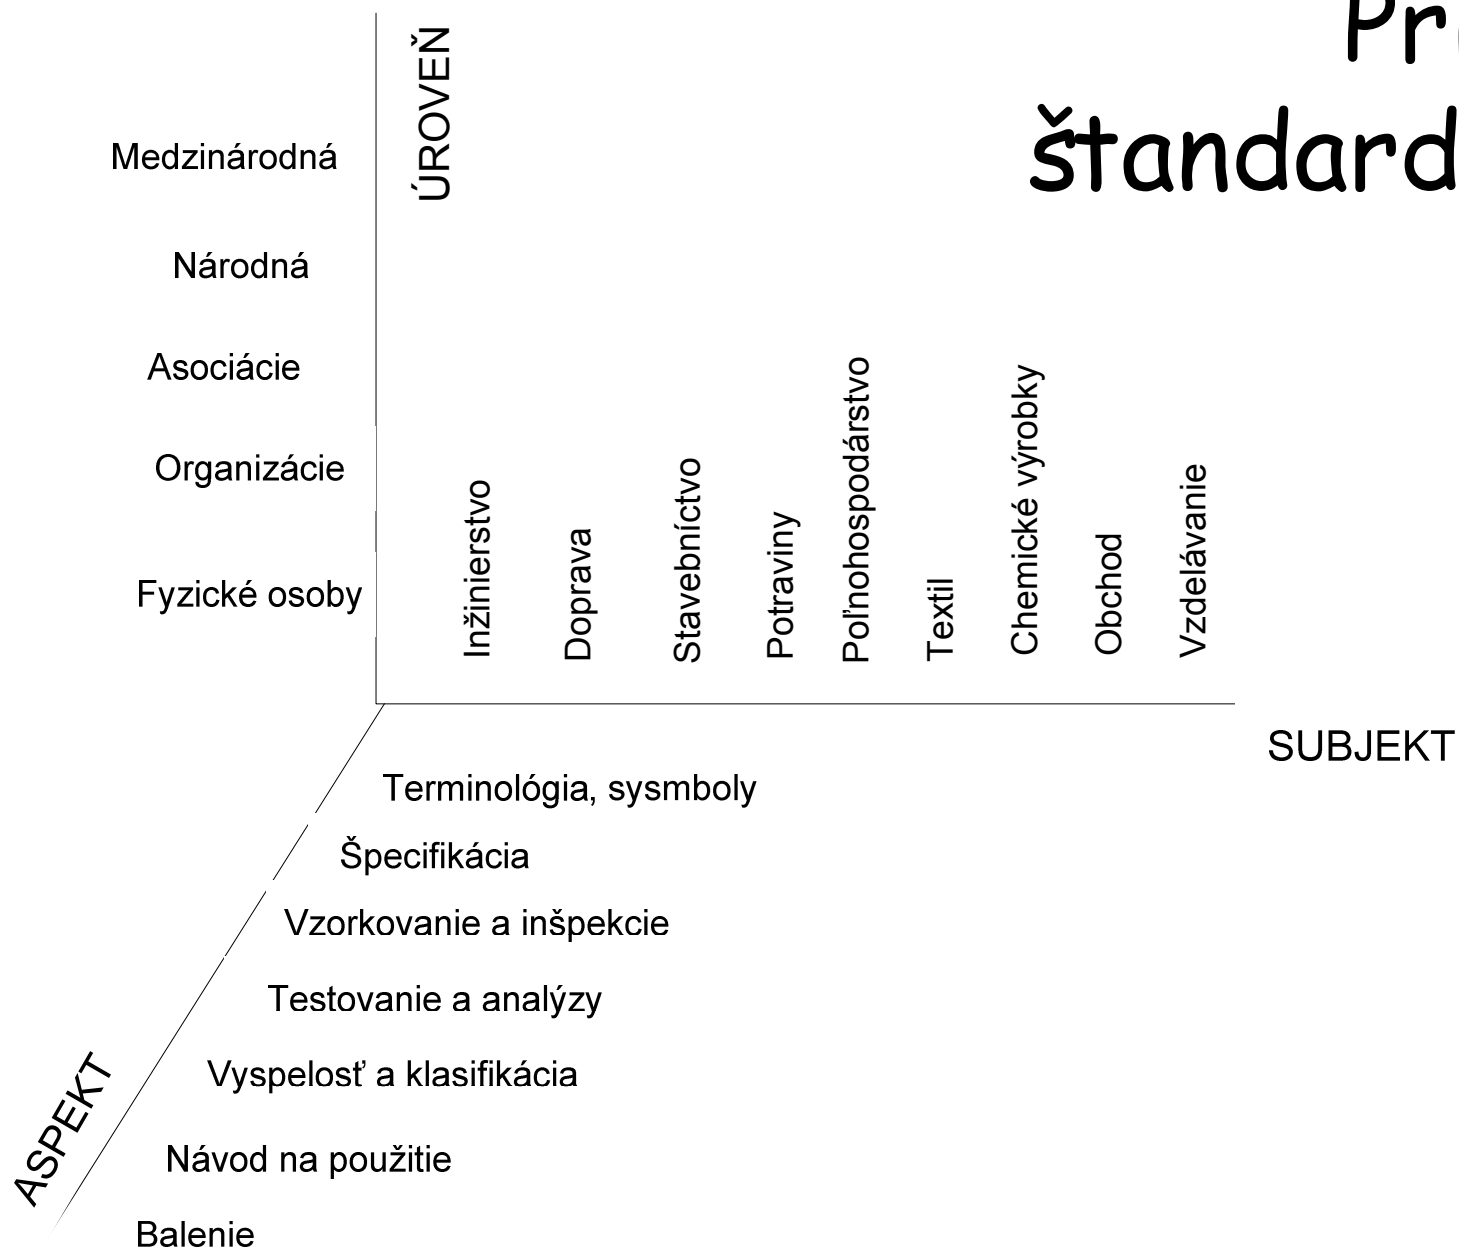 štandard
ÚROVEŇ
Medzinárodná
Národná
Asociácie
Organizácie
Fyzické osoby
Inžinierstvo
Doprava
Stavebníctvo
Potraviny
Poľnohospodárstvo
Textil
Chemické výrobky
Obchod
Vzdelávanie
SUBJEKT
Terminológia, sysmboly
Špecifikácia
Vzorkovanie a inšpekcie
Testovanie a analýzy
Vyspelosť a klasifikácia
Návod na použitie
Balenie
ASPEKT